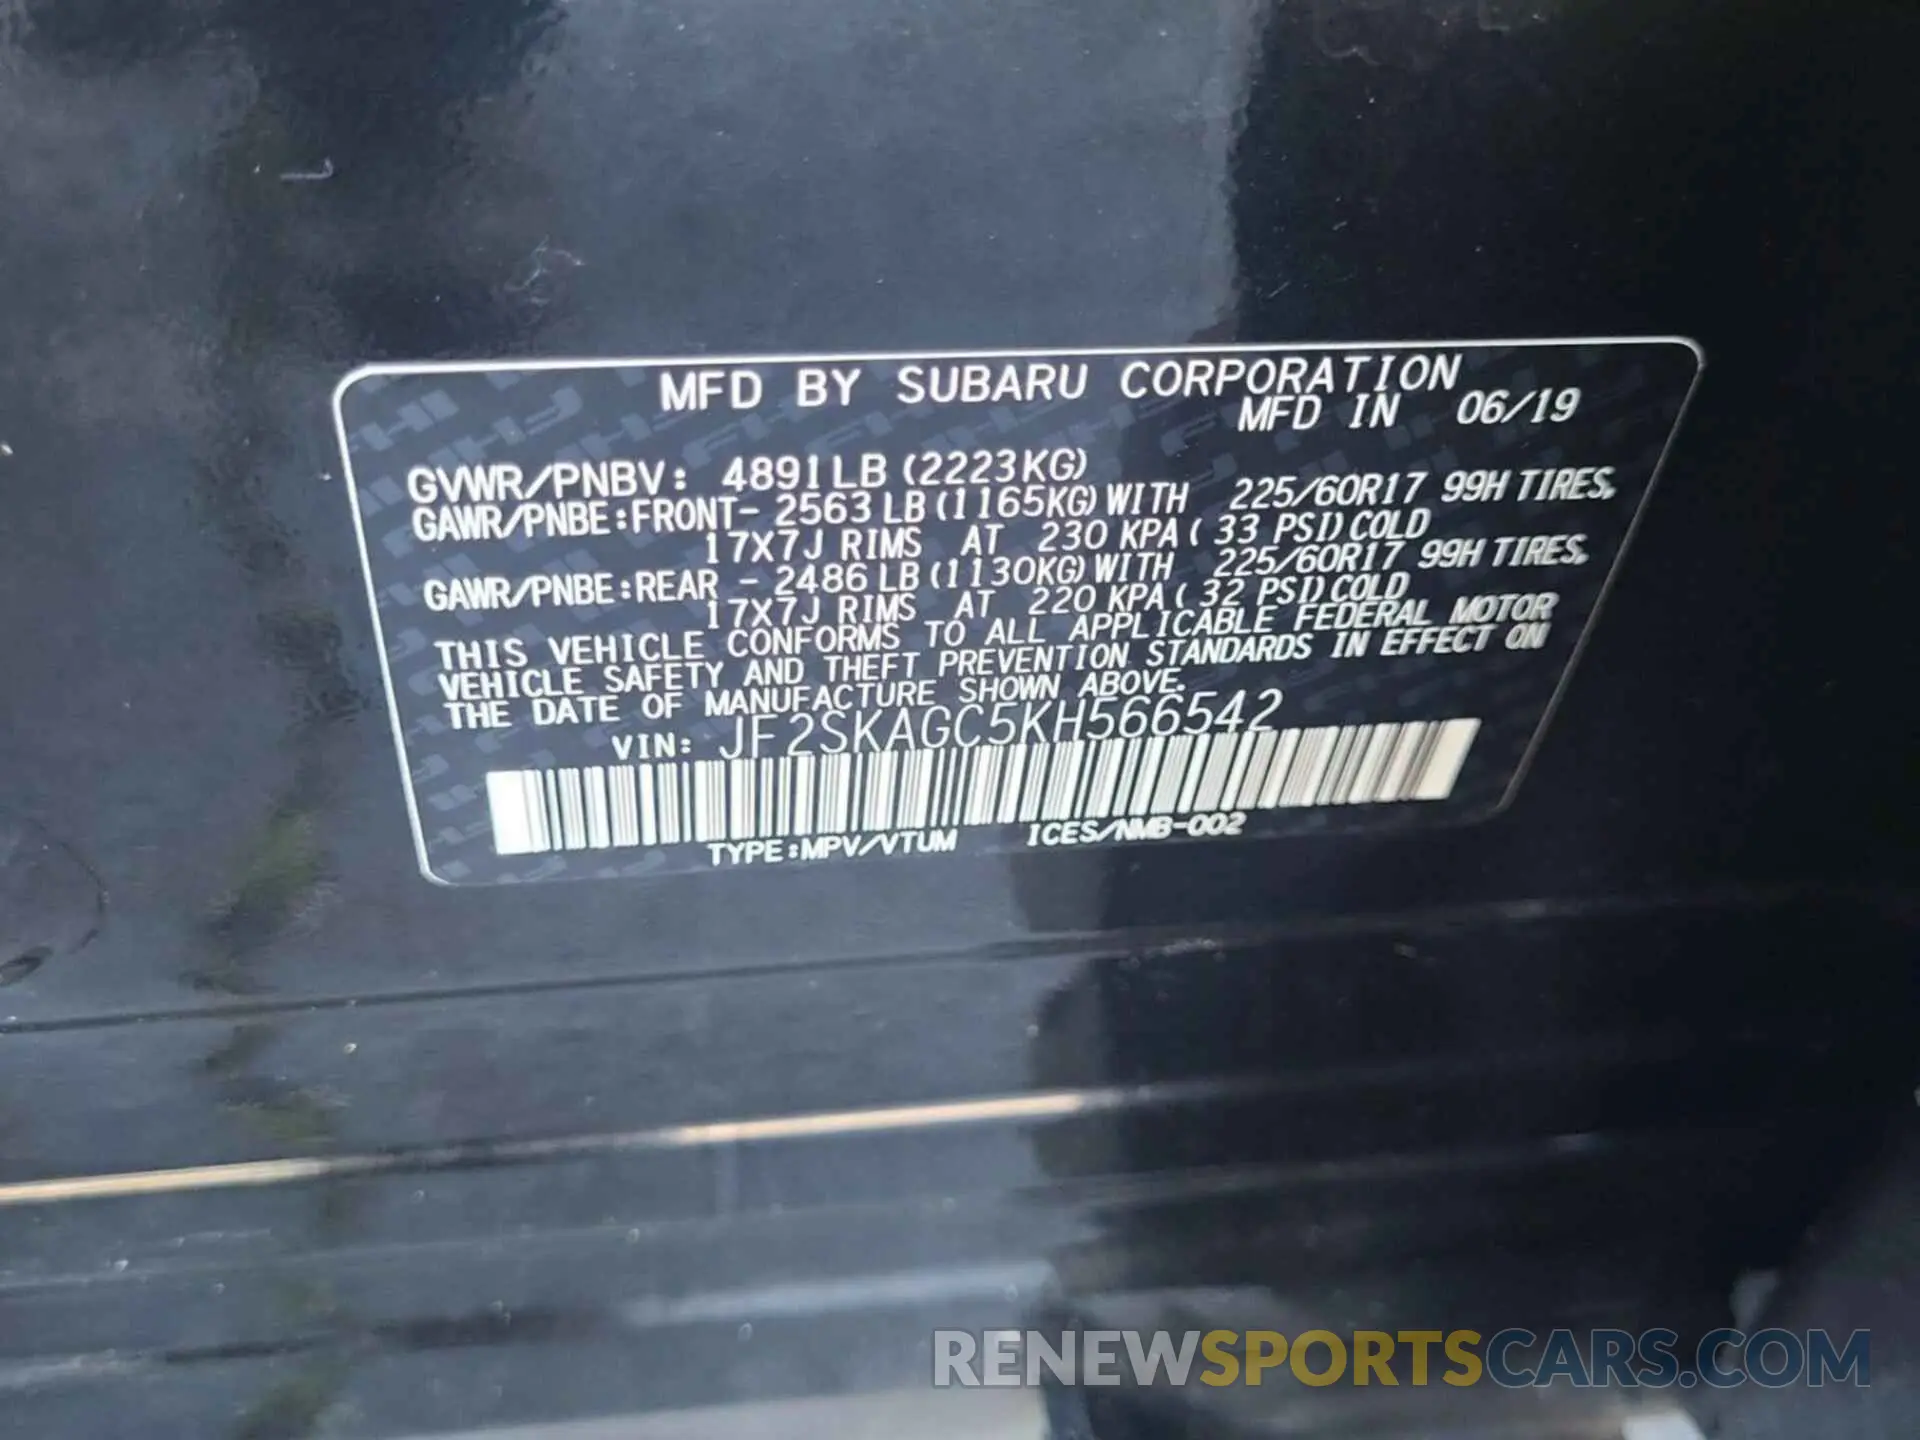 MFD BY SUBARU CORPORATION
MFD IN 06/19
GVWR/PNBV: 4891LB (2223KG)
GAWR/PNBE:FRONT- 2563 LB (1165KG) WITH 225/60R17 99H TIRES,
17X7J RIMS AT 230 KPA ( 33 PSI) COLD
GAWR/PNBE:REAR - 2486 LB (1130KG) WITH 225/60R17 99H TIRES,
17X7J RIMS AT 220 KPA ( 32 PSI) COLD
THIS VEHICLE CONFORMS TO ALL APPLICABLE FEDERAL MOTOR
VEHICLE SAFETY AND THEFT PREVENTION STANDARDS IN EFFECT ON
THE DATE OF MANUFACTURE SHOWN ABOVE.
VIN: JF2SKAGC5KH566542
TYPE:MPV/VTUM ICES/NMB-002
RENEWSPORTSCARS.COM